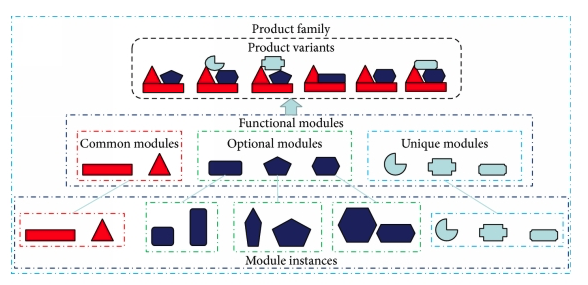 Product family
Product variants
Functional modules
Common modules
Optional modules
Unique modules
Module instances